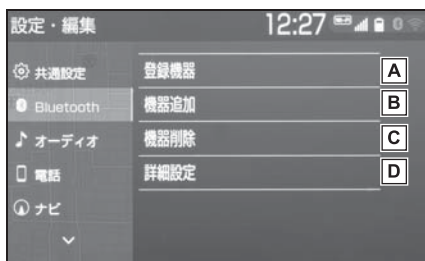 設定・編集 12:27
共通設定
登録機器 A
Bluetooth
機器追加 B
オーディオ
機器削除 C
電話
詳細設定 D
ナビ